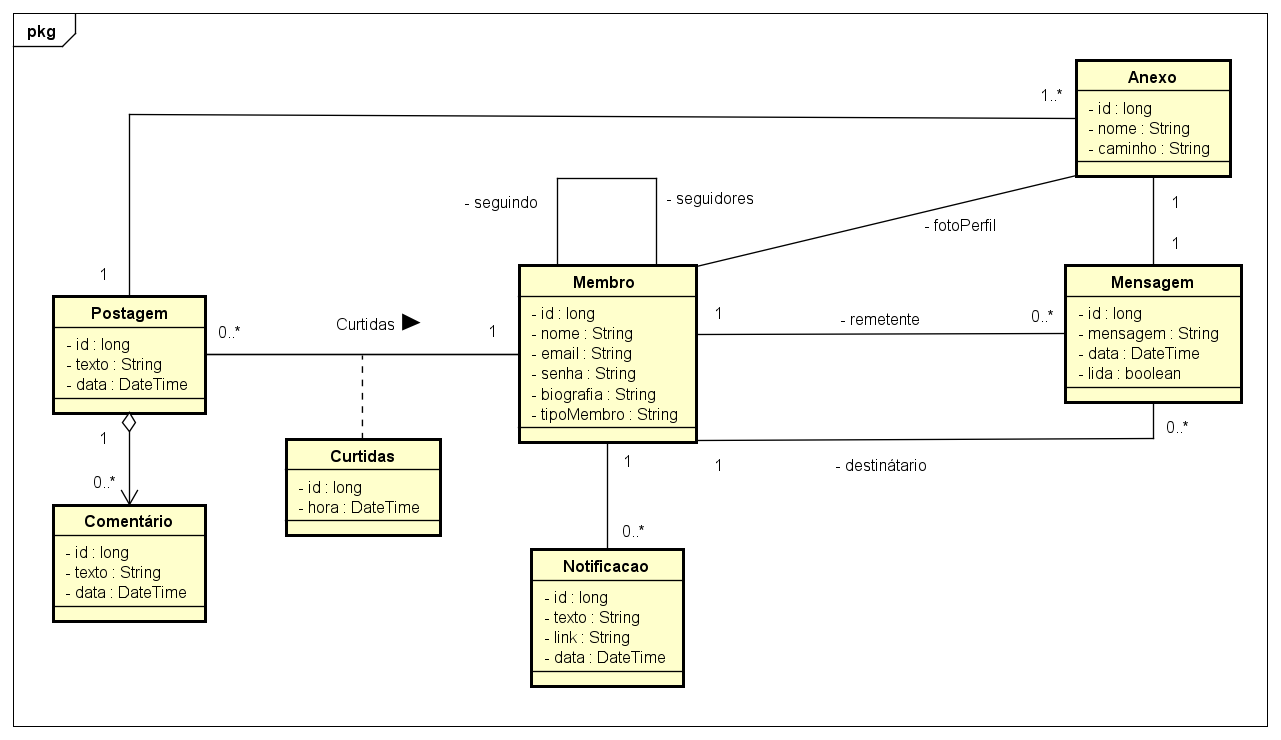 pkg
Anexo
- id : long
- nome : String
- caminho : String
1..*
1
- seguindo
- seguidores
- fotoPerfil
1
1
Postagem
- id : long
- texto : String
- data : DateTime
0..*
Curtidas
1
Membro
- id : long
- nome : String
- email : String
- senha : String
- biografia : String
- tipoMembro : String
1
- remetente
0..*
Mensagem
- id : long
- mensagem : String
- data : DateTime
- lida : boolean
0..*
1
- destinátario
1
0..*
Comentário
- id : long
- texto : String
- data : DateTime
Curtidas
- id : long
- hora : DateTime
1
0..*
Notificacao
- id : long
- texto : String
- link : String
- data : DateTime